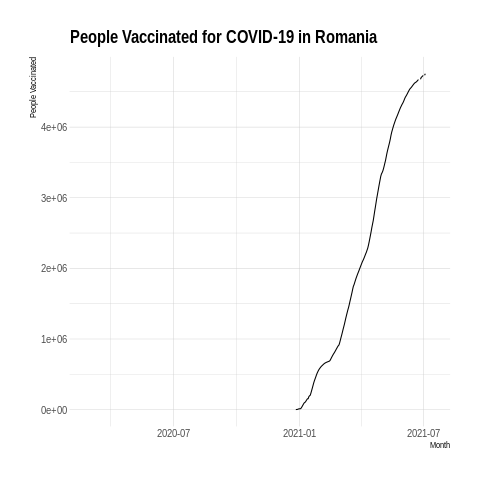 People Vaccinated for COVID-19 in Romania
People Vaccinated
4e+06
3e+06
2e+06
1e+06
0e+00
2020-07
2021-01
2021-07
Month